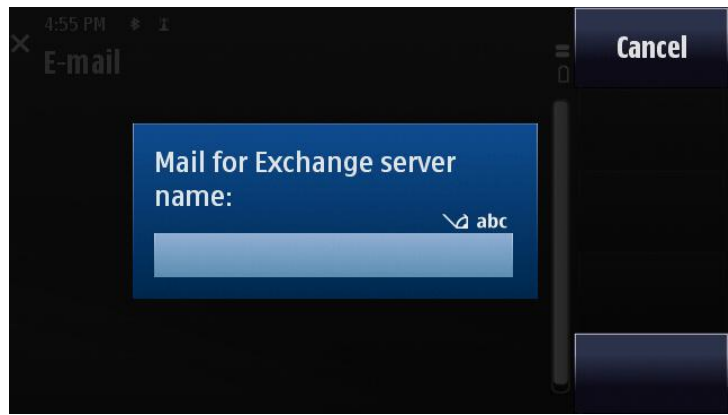 4:55 PM
E-mail
Cancel
Mail for Exchange server
name:
abc